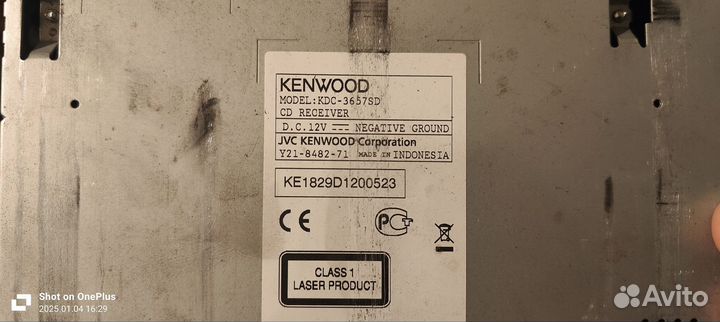 KENWOOD
MODEL:KDC-3657SD
CD RECEIVER
D.C.12V NEGATIVE GROUND
JVC KENWOOD Corporation
Y21-8482-71 MADE IN INDONESIA
KE1829D1200523
CE
РСТ
CLASS 1
LASER PRODUCT
Shot on OnePlus
2025.01.04 16:29
Avito